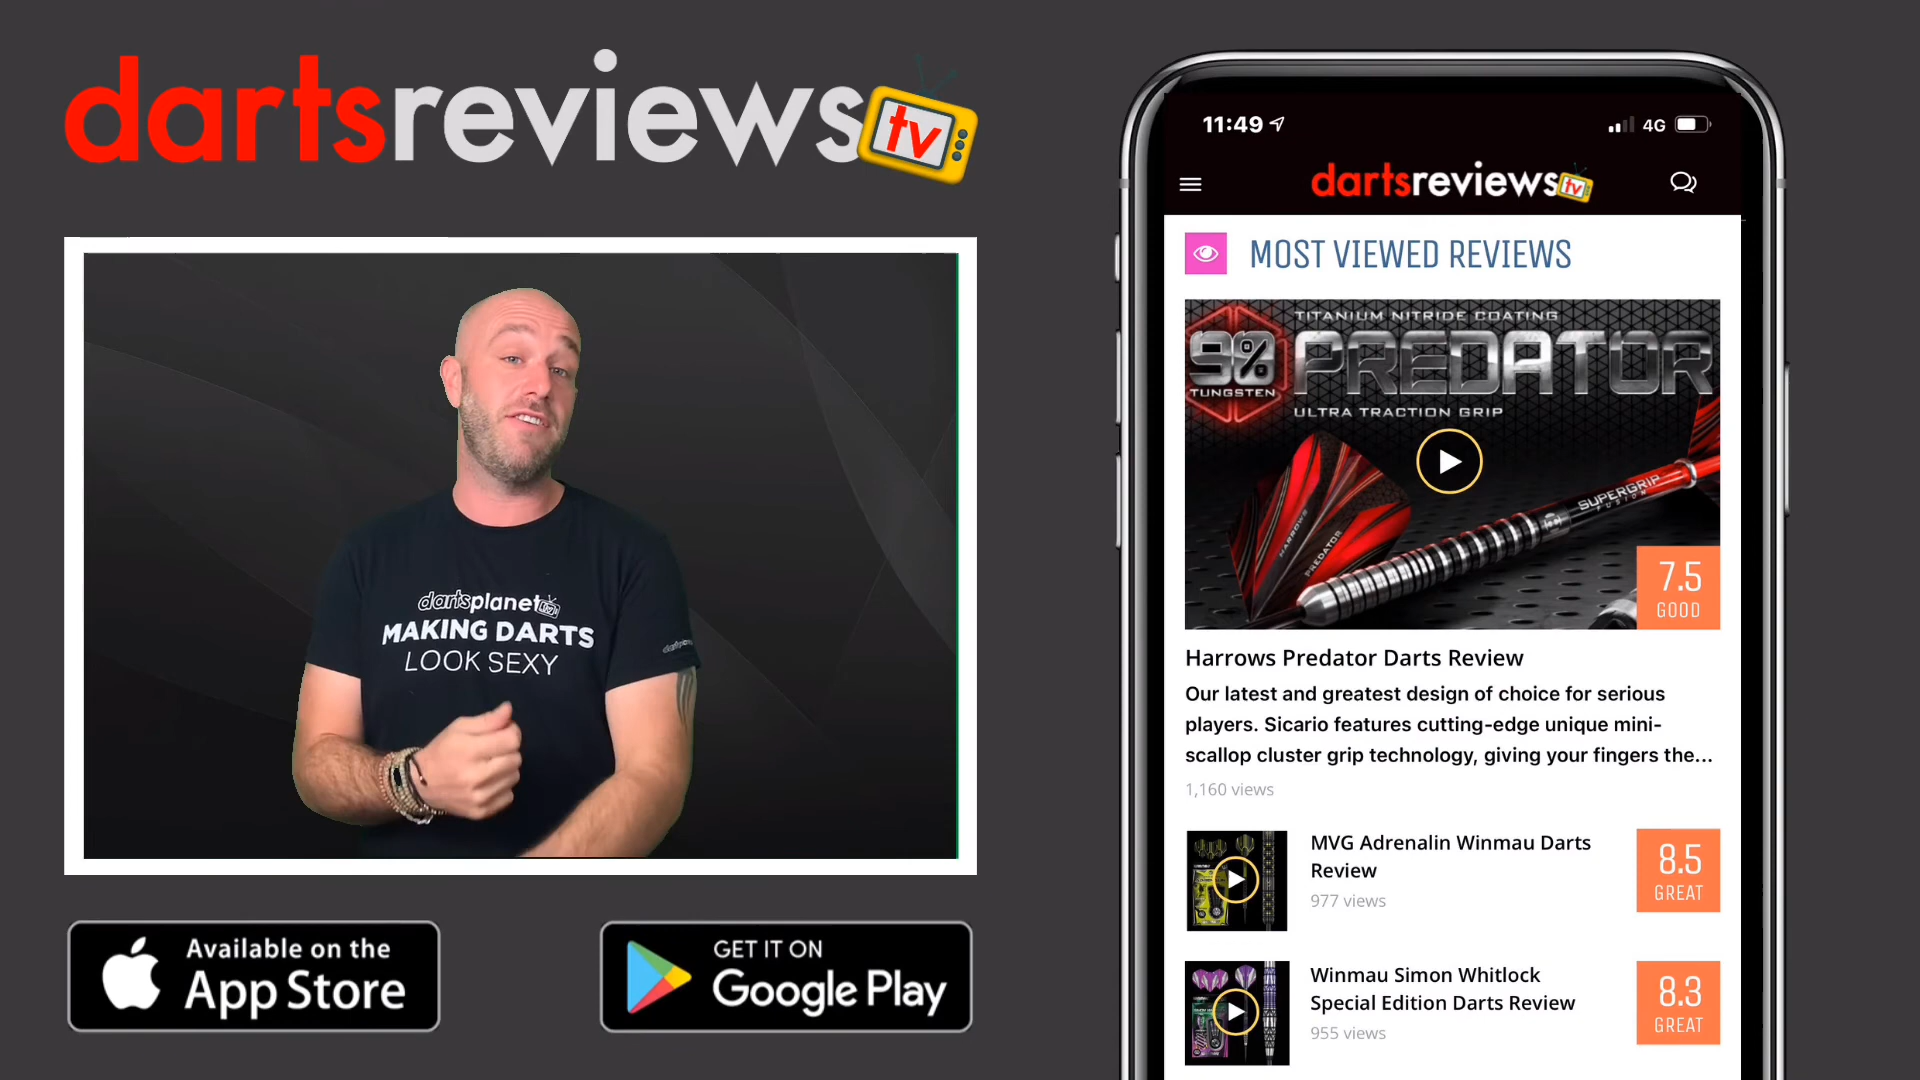 dartsreviews tv
dartsplanet tv
MAKING DARTS
LOOK SEXY
Available on the
App Store
GET IT ON
Google Play
11:49
4G
dartsreviews tv
MOST VIEWED REVIEWS
TITANIUM NITRIDE COATING
90%
TUNGSTEN
PREDATOR
ULTRA TRACTION GRIP
SUPERGRIP
FUSION
HARROWS
PREDATOR
7.5
GOOD
Harrows Predator Darts Review
Our latest and greatest design of choice for serious
players. Sicario features cutting-edge unique mini-
scallop cluster grip technology, giving your fingers the...
1,160 views
MVG Adrenalin Winmau Darts
Review
977 views
8.5
GREAT
Winmau Simon Whitlock
Special Edition Darts Review
955 views
8.3
GREAT